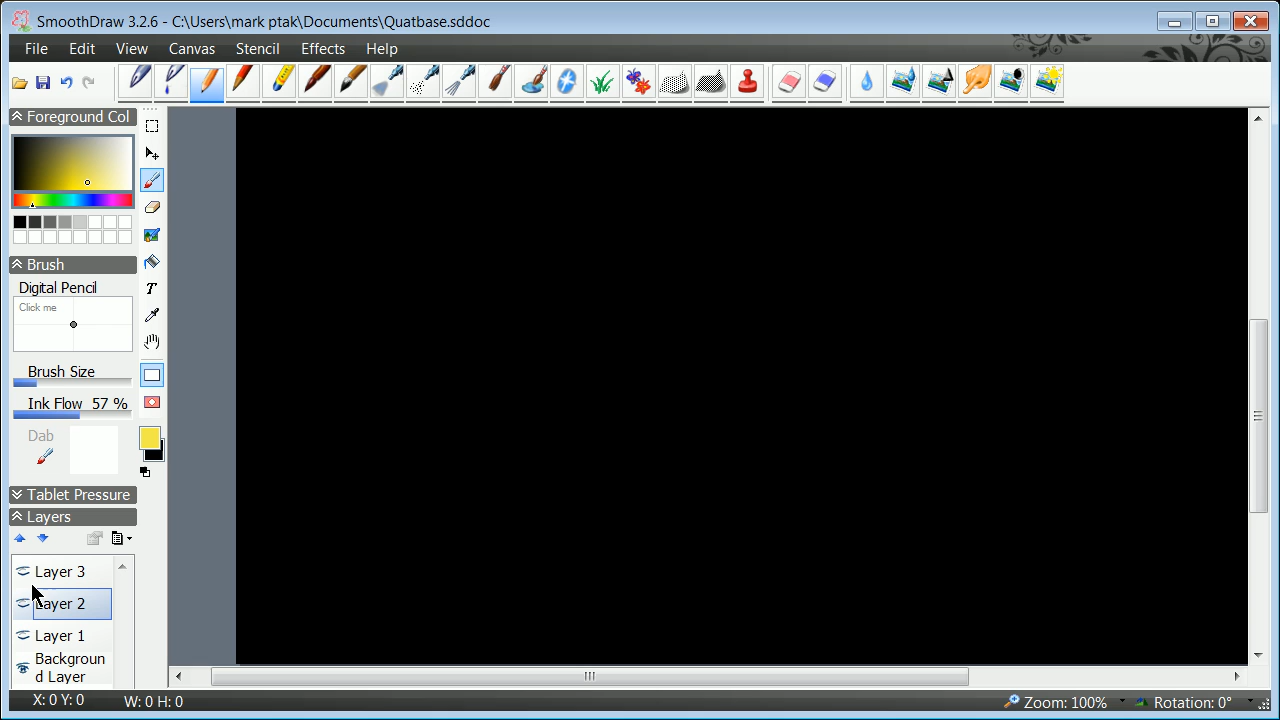 SmoothDraw 3.2.6 - C:\Users\mark ptak\Documents\Quatbase.sddoc
File Edit View Canvas Stencil Effects Help
Foreground Col
Brush
Digital Pencil
Click me
Brush Size
Ink Flow 57 %
Dab
T
Tablet Pressure
Layers
Layer 3
Layer 2
Layer 1
Backgroun
d Layer
X: 0 Y: 0 W: 0 H: 0 Zoom: 100% Rotation: 0°